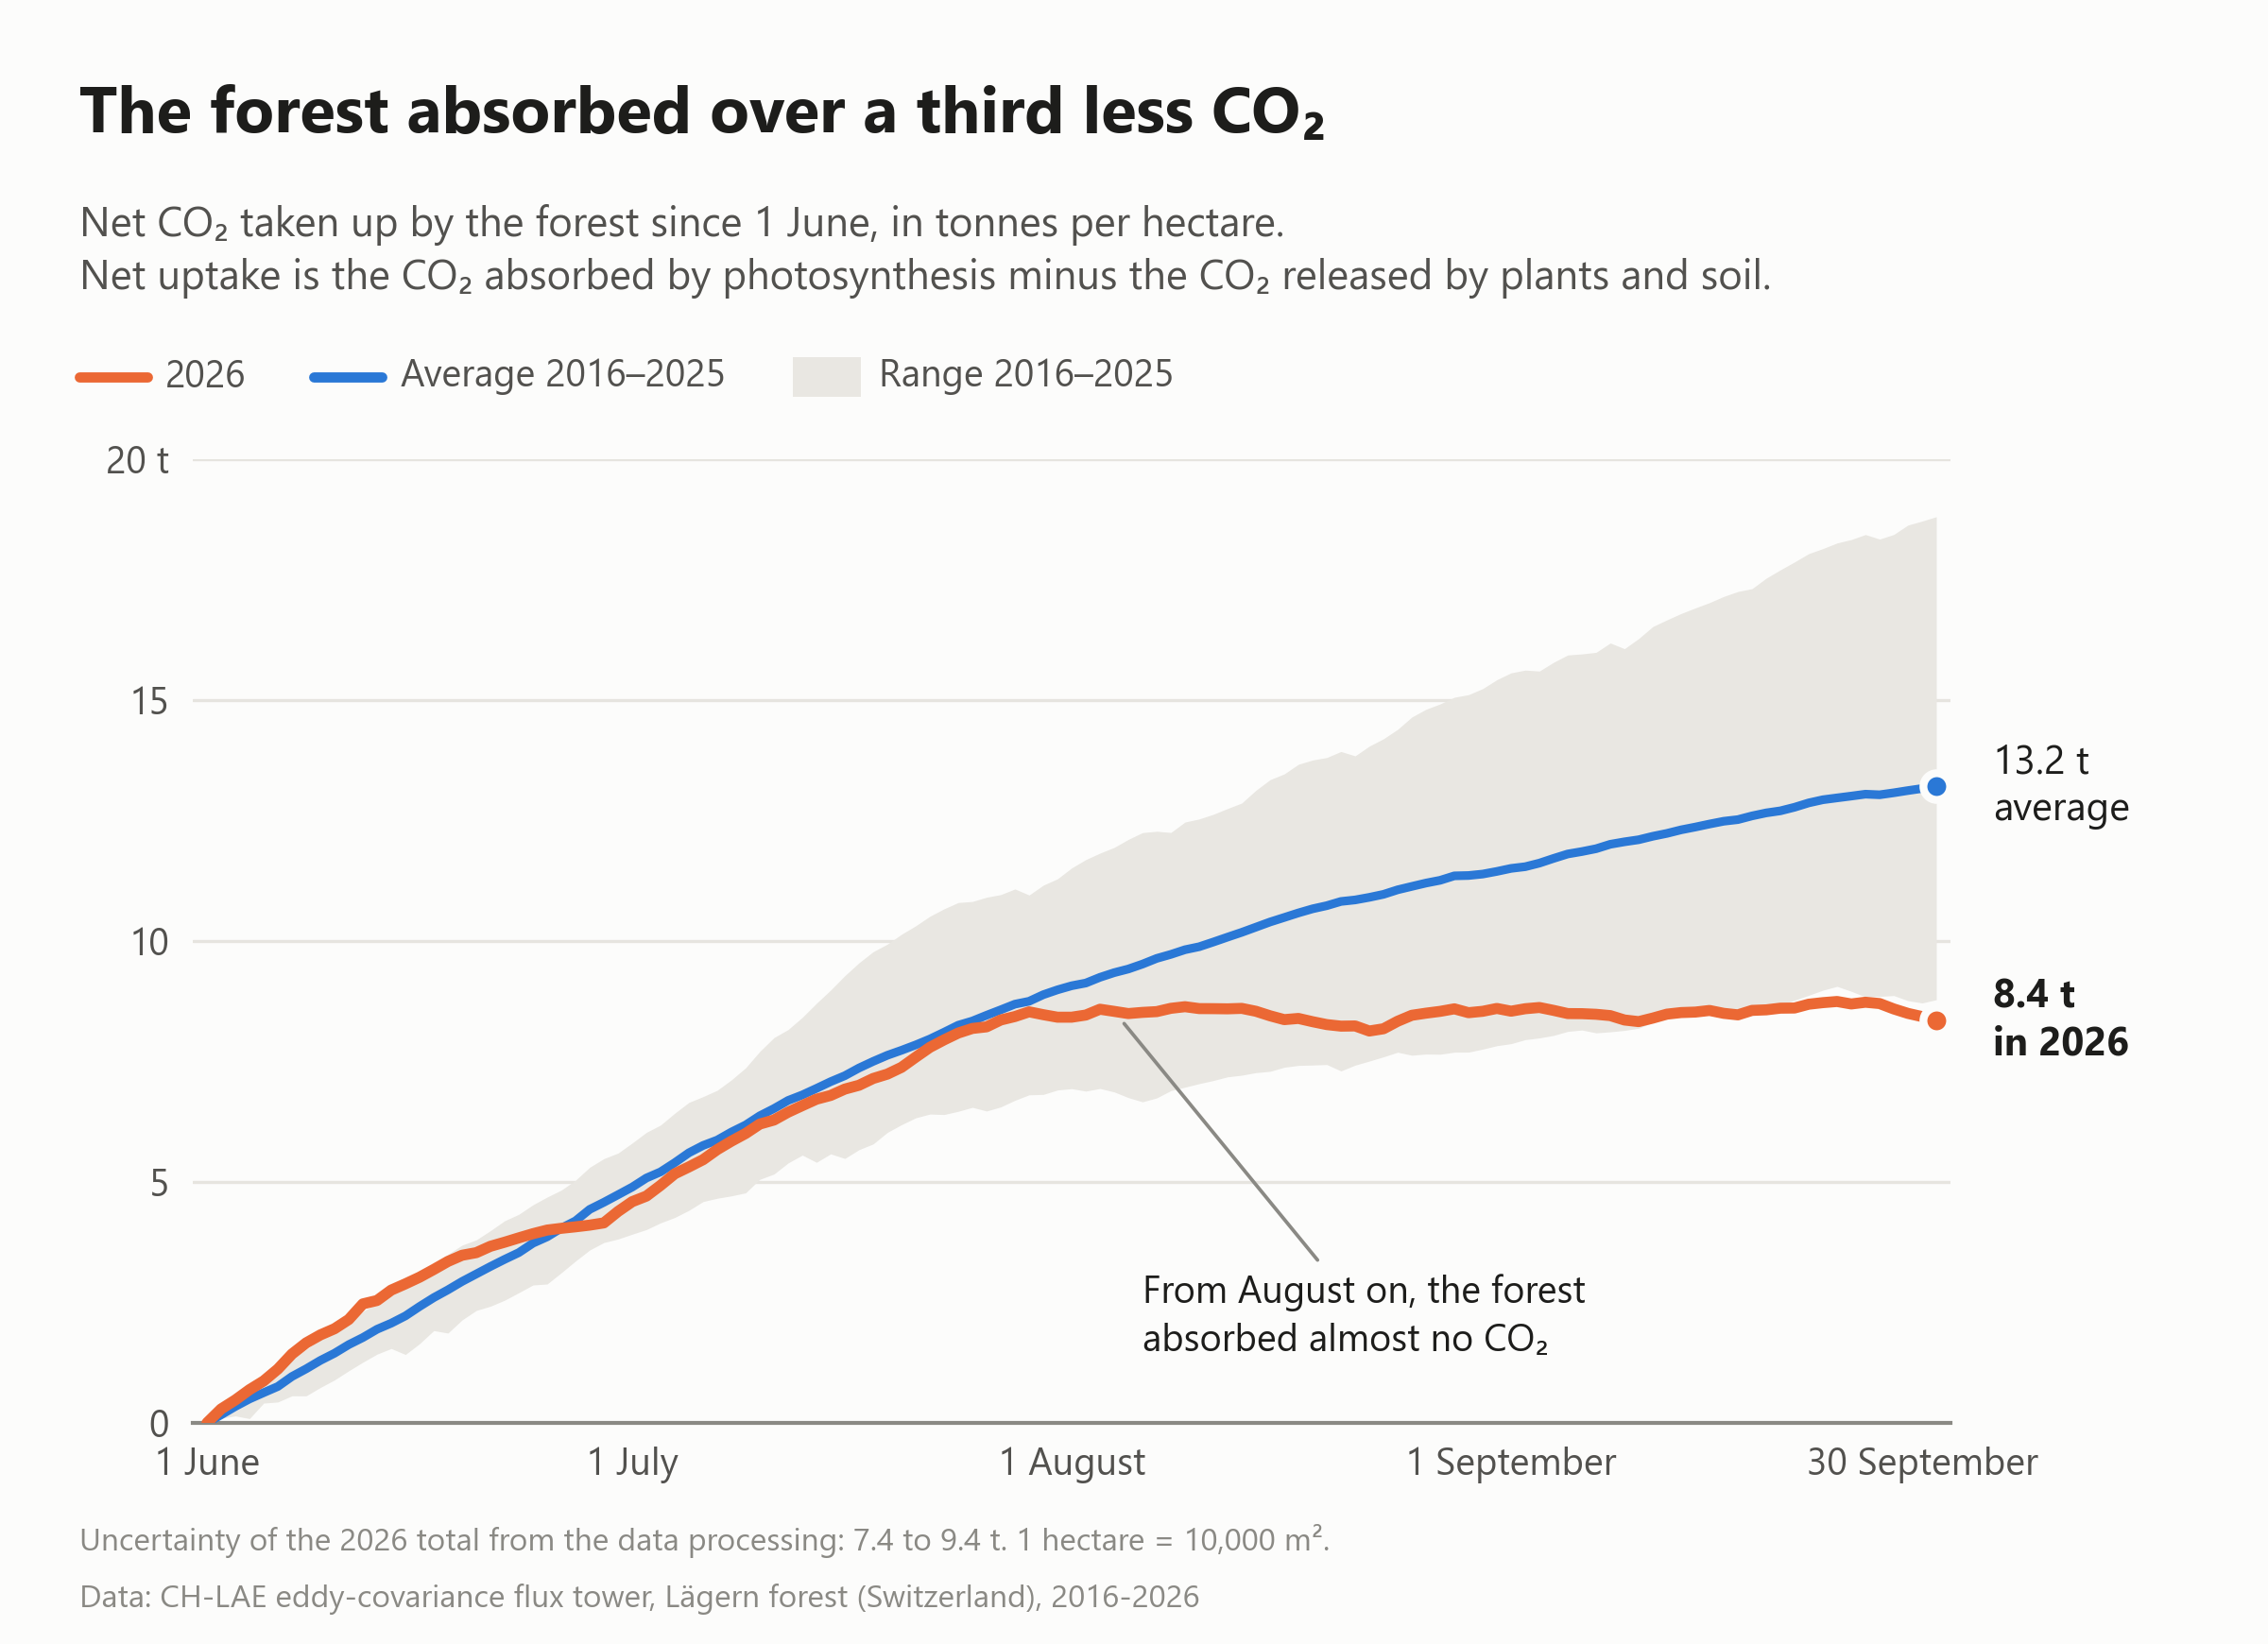 The forest absorbed over a third less CO₂
Net CO₂ taken up by the forest since 1 June, in tonnes per hectare.
Net uptake is the CO₂ absorbed by photosynthesis minus the CO₂ released by plants and soil.
2026
Average 2016–2025
Range 2016–2025
20 t
15
10
5
0
13.2 t
average
8.4 t
in 2026
From August on, the forest
absorbed almost no CO₂
1 June
1 July
1 August
1 September
30 September
Uncertainty of the 2026 total from the data processing: 7.4 to 9.4 t. 1 hectare = 10,000 m².
Data: CH-LAE eddy-covariance flux tower, Lägern forest (Switzerland), 2016-2026